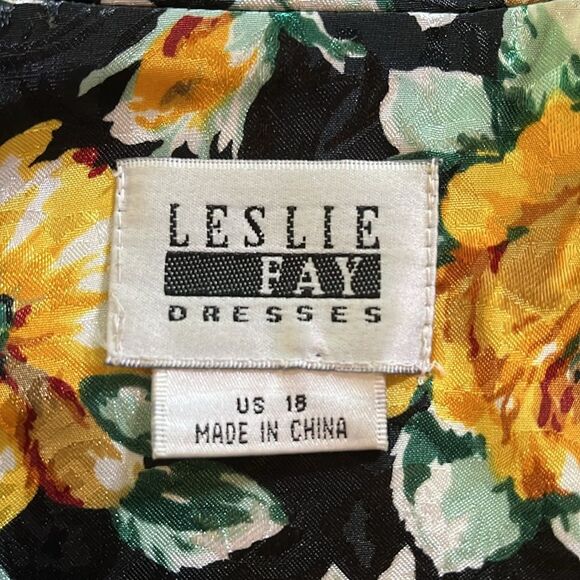 LESLIE
FAY
DRESSES
US 18
MADE IN CHINA